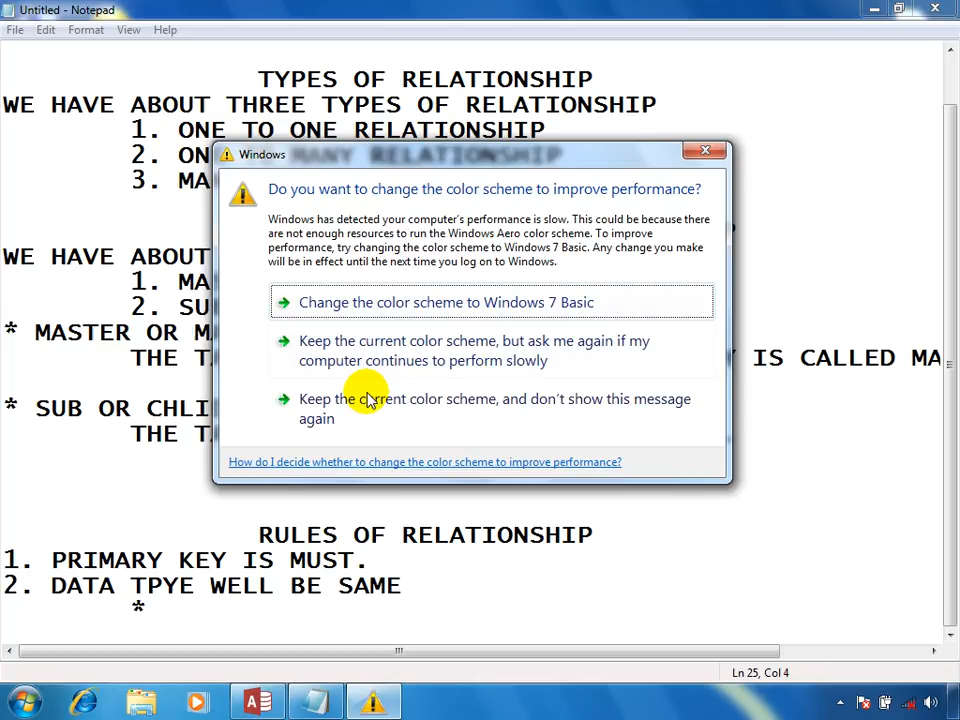 Untitled - Notepad
File Edit Format View Help
TYPES OF RELATIONSHIP
WE HAVE ABOUT THREE TYPES OF RELATIONSHIP
1. ONE TO ONE RELATIONSHIP
2. ON MANY RELATIONSHIP
3. MA
Windows
Do you want to change the color scheme to improve performance?
Windows has detected your computer's performance is slow. This could be because there
are not enough resources to run the Windows Aero color scheme. To improve
performance, try changing the color scheme to Windows 7 Basic. Any change you make
will be in effect until the next time you log on to Windows.
Change the color scheme to Windows 7 Basic
Keep the current color scheme, but ask me again if my
computer continues to perform slowly
Keep the current color scheme, and don't show this message
again
How do I decide whether to change the color scheme to improve performance?
WE HAVE ABOUT
1. MA
2. SU
* MASTER OR MA
THE TA Y IS CALLED MA
* SUB OR CHLI
THE TA
RULES OF RELATIONSHIP
1. PRIMARY KEY IS MUST.
2. DATA TPYE WELL BE SAME
*
Ln 25, Col 4